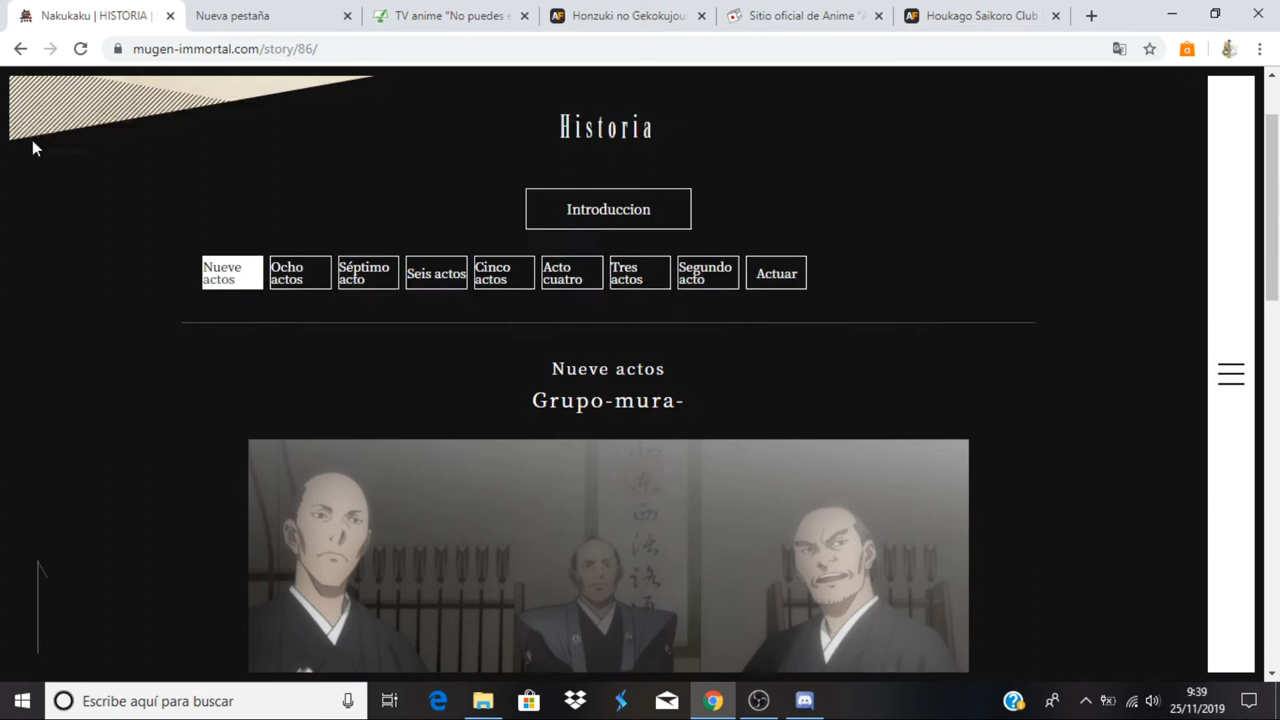 Nakukaku | HISTORIA |
Nueva pestaña
TV anime "No puedes e
Honzuki no Gekokujou
Sitio oficial de Anime "A
Houkago Saikoro Club
mugen-immortal.com/story/86/
Historia
Introduccion
Nueve actos
Ocho actos
Séptimo acto
Seis actos
Cinco actos
Acto cuatro
Tres actos
Segundo acto
Actuar
Nueve actos
Grupo-mura-
Escribe aquí para buscar
9:39
25/11/2019